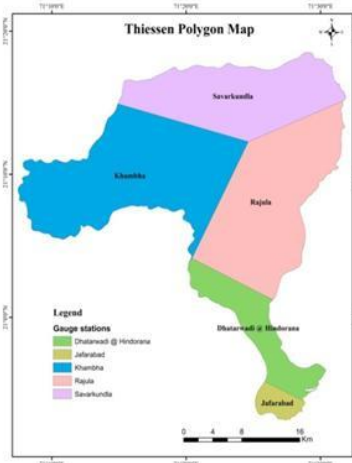 Thiessen Polygon Map
Savarkundla
Khambha
Rajula
Dhatarwadi @ Hindorana
Jafarabad
Legend
Gauge stations
Dhatarwadi @ Hindorana
Jafarabad
Khambha
Rajula
Savarkundla
0 4 8 16
Km